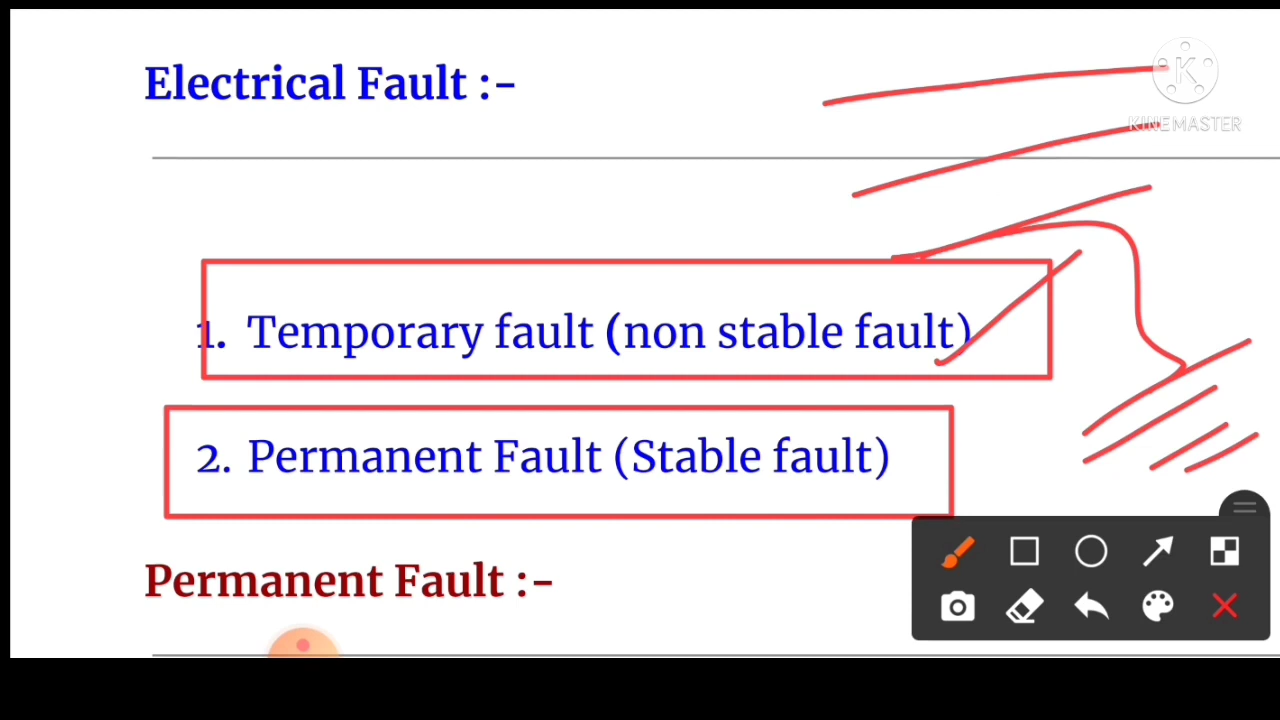 Electrical Fault :-
K
KINEMASTER
1. Temporary fault (non stable fault)
2. Permanent Fault (Stable fault)
Permanent Fault :-